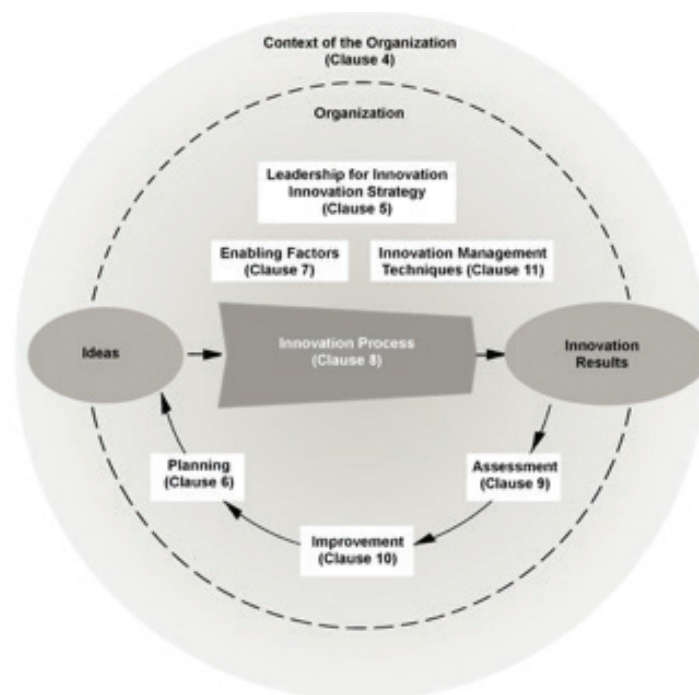 Context of the Organization
(Clause 4)
Organization
Leadership for Innovation
Innovation Strategy
(Clause 5)
Enabling Factors
(Clause 7)
Innovation Management
Techniques (Clause 11)
Ideas
Innovation Process
(Clause 8)
Innovation
Results
Planning
(Clause 6)
Assessment
(Clause 9)
Improvement
(Clause 10)